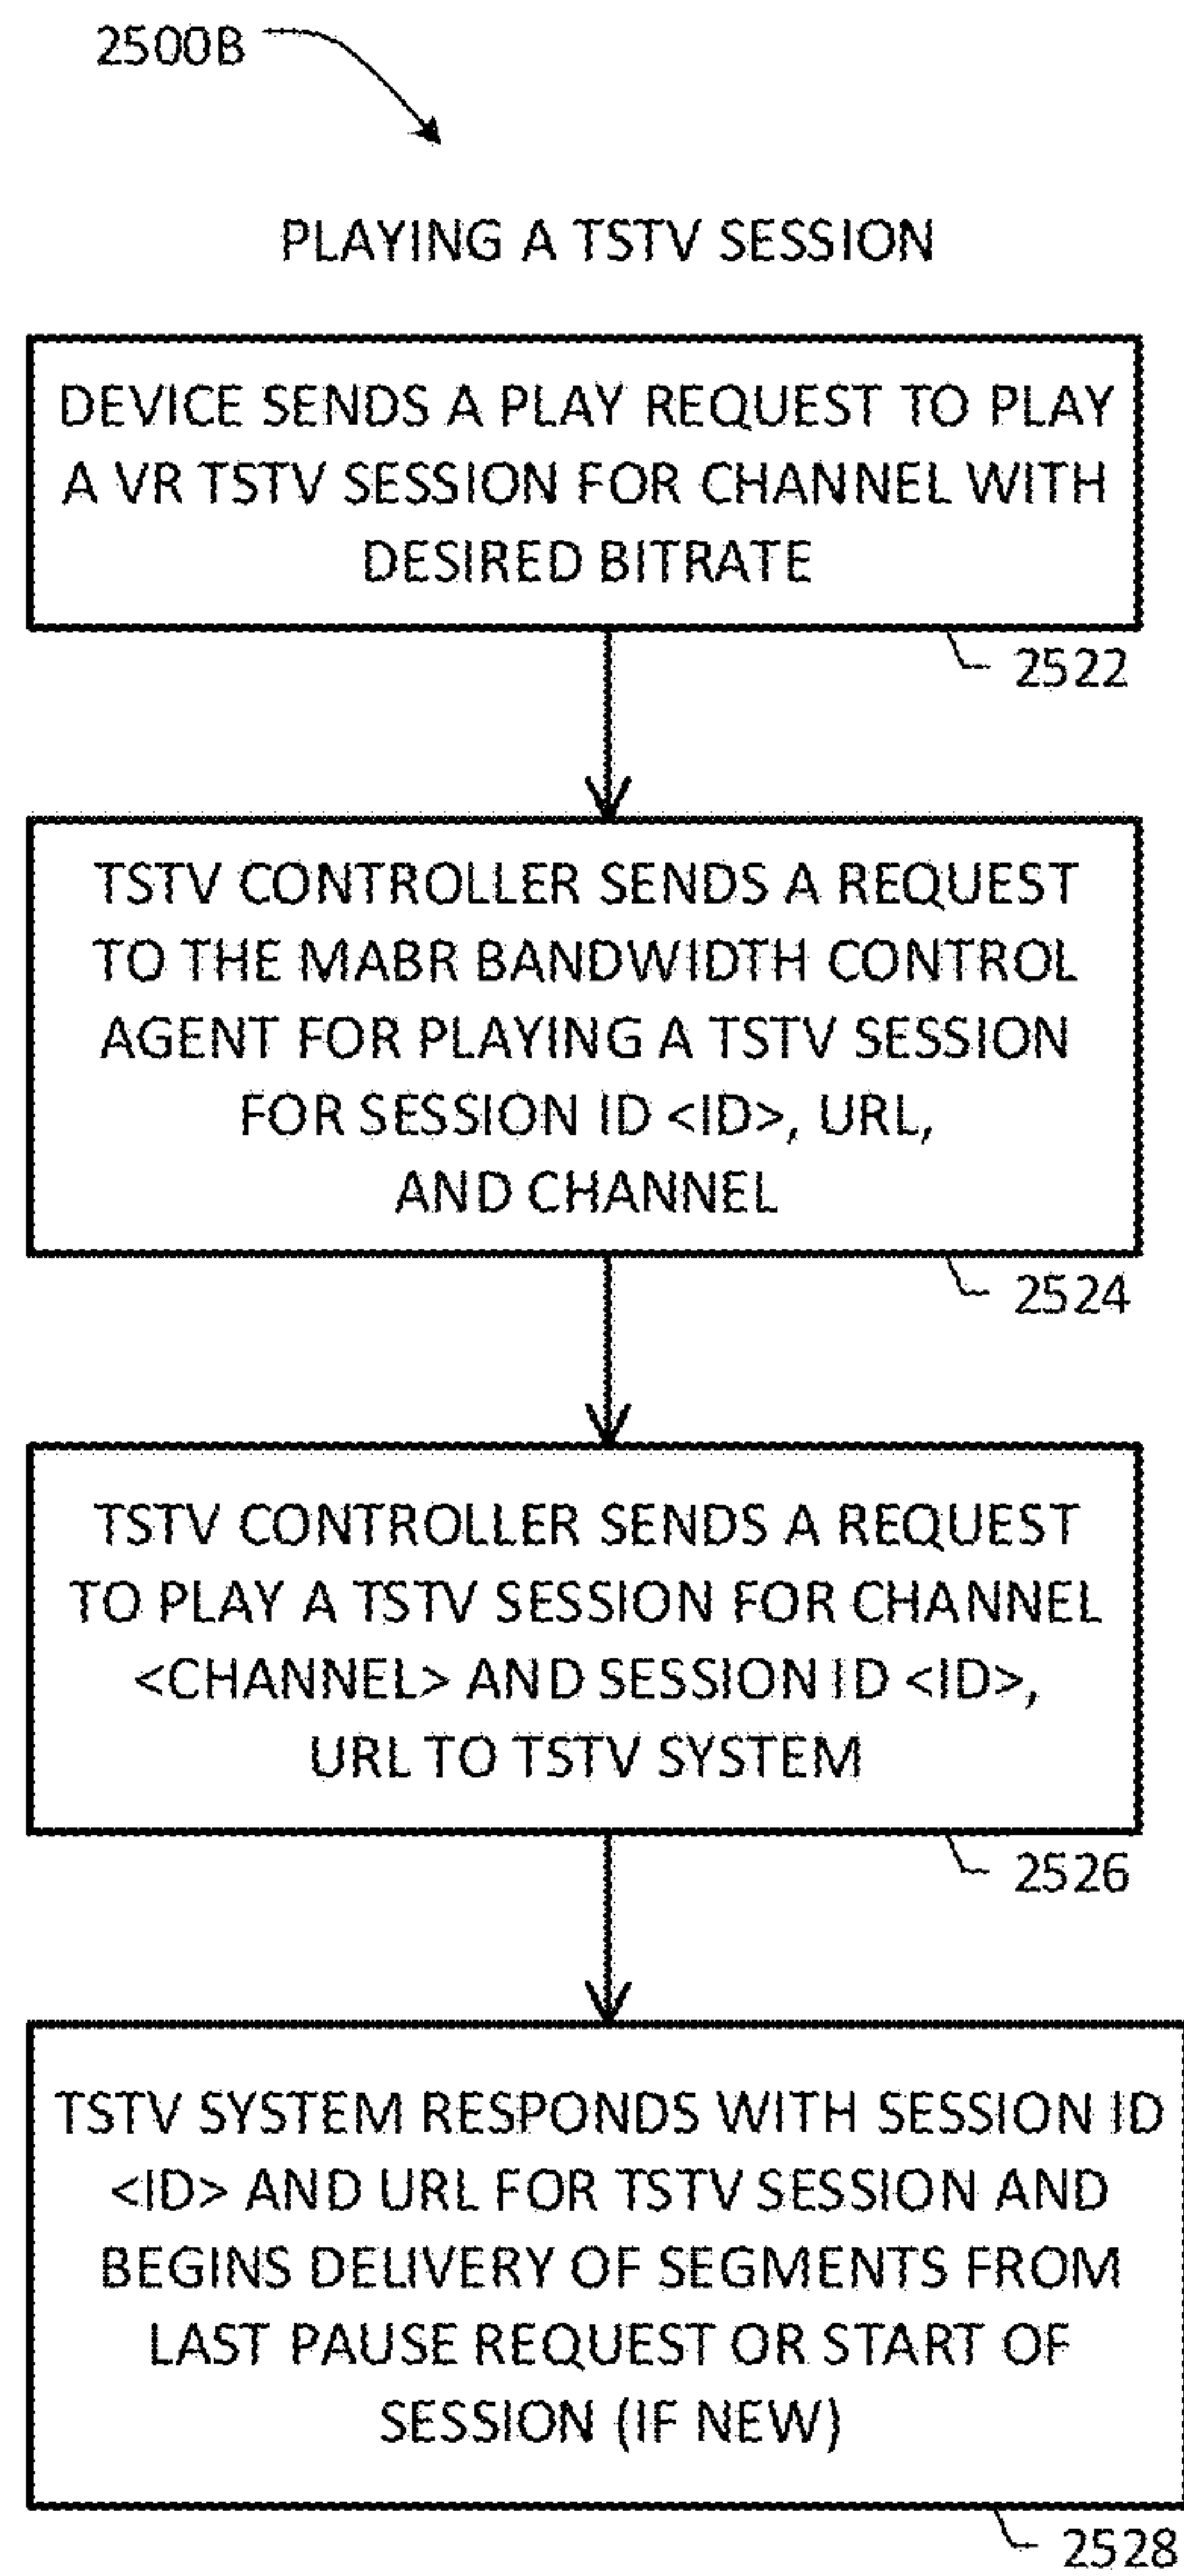 2500B
PLAYING A TSTV SESSION
DEVICE SENDS A PLAY REQUEST TO PLAY
A VR TSTV SESSION FOR CHANNEL WITH
DESIRED BITRATE
2522
TSTV CONTROLLER SENDS A REQUEST
TO THE MABR BANDWIDTH CONTROL
AGENT FOR PLAYING A TSTV SESSION
FOR SESSION ID <ID>, URL,
AND CHANNEL
2524
TSTV CONTROLLER SENDS A REQUEST
TO PLAY A TSTV SESSION FOR CHANNEL
<CHANNEL> AND SESSION ID <ID>,
URL TO TSTV SYSTEM
2526
TSTV SYSTEM RESPONDS WITH SESSION ID
<ID> AND URL FOR TSTV SESSION AND
BEGINS DELIVERY OF SEGMENTS FROM
LAST PAUSE REQUEST OR START OF
SESSION (IF NEW)
2528